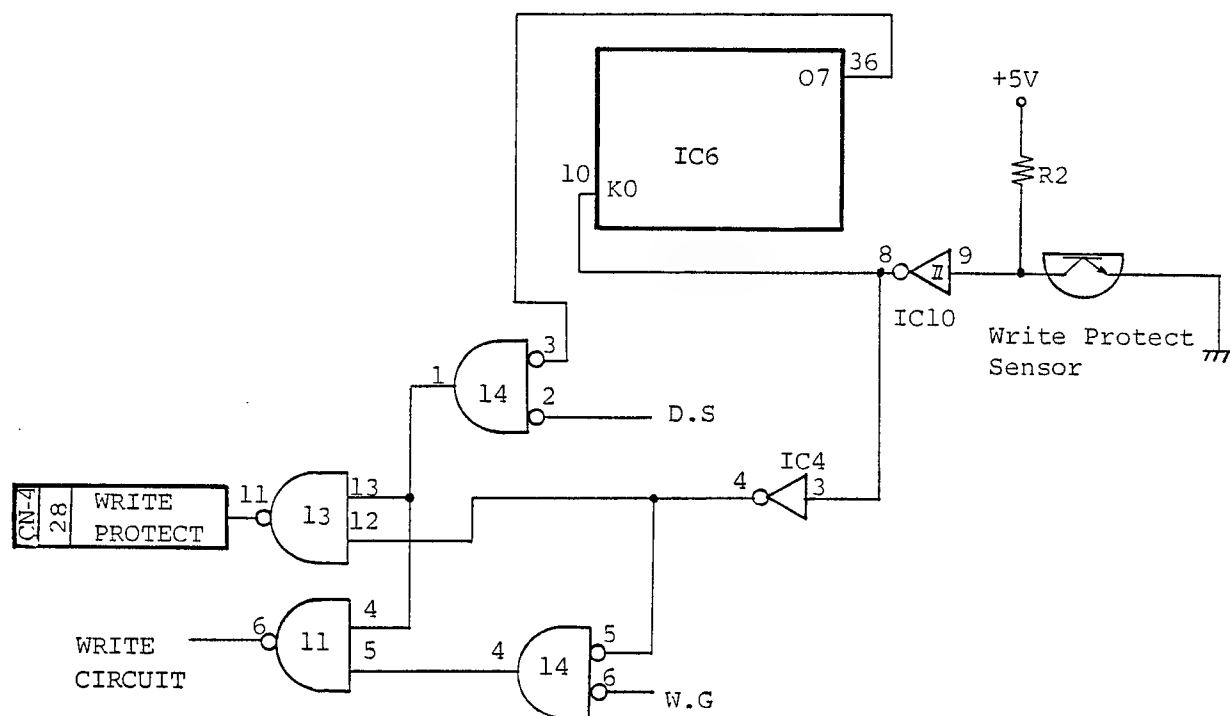 36
O7
+5V
IC6
R2
10
KO
8
II
9
IC10
Write Protect
Sensor
3
1
14
2
D.S
IC4
4
3
CN-4
28
WRITE
PROTECT
11
13
13
12
4
6
11
5
WRITE
CIRCUIT
4
14
5
6
W.G